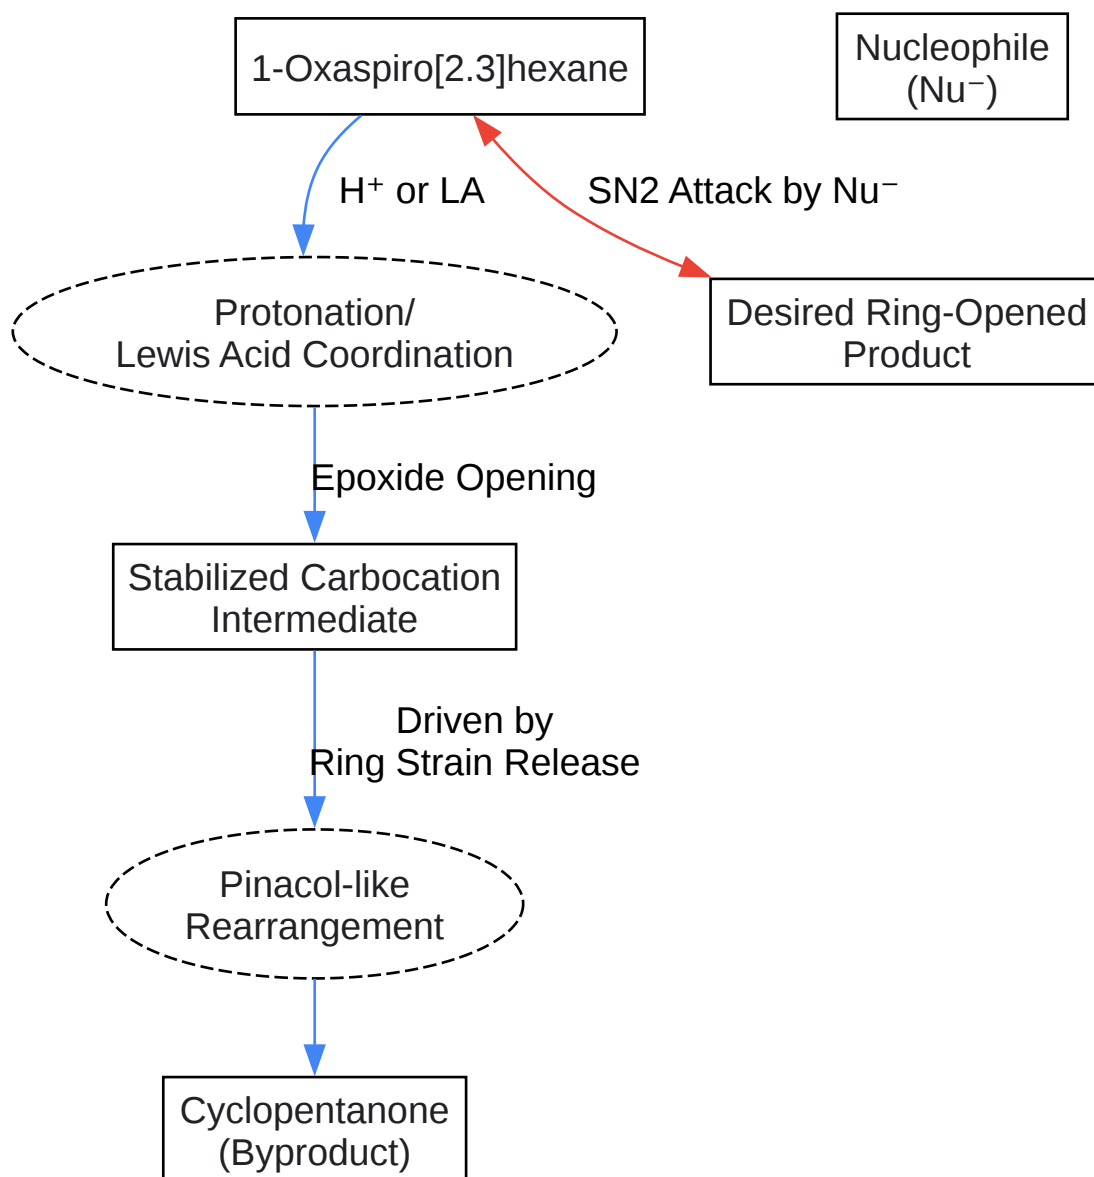 1-Oxaspiro[2.3]hexane
Nucleophile
(Nu⁻)
H⁺ or LA
SN2 Attack by Nu⁻
Protonation/
Lewis Acid Coordination
Desired Ring-Opened
Product
Epoxide Opening
Stabilized Carbocation
Intermediate
Driven by
Ring Strain Release
Pinacol-like
Rearrangement
Cyclopentanone
(Byproduct)